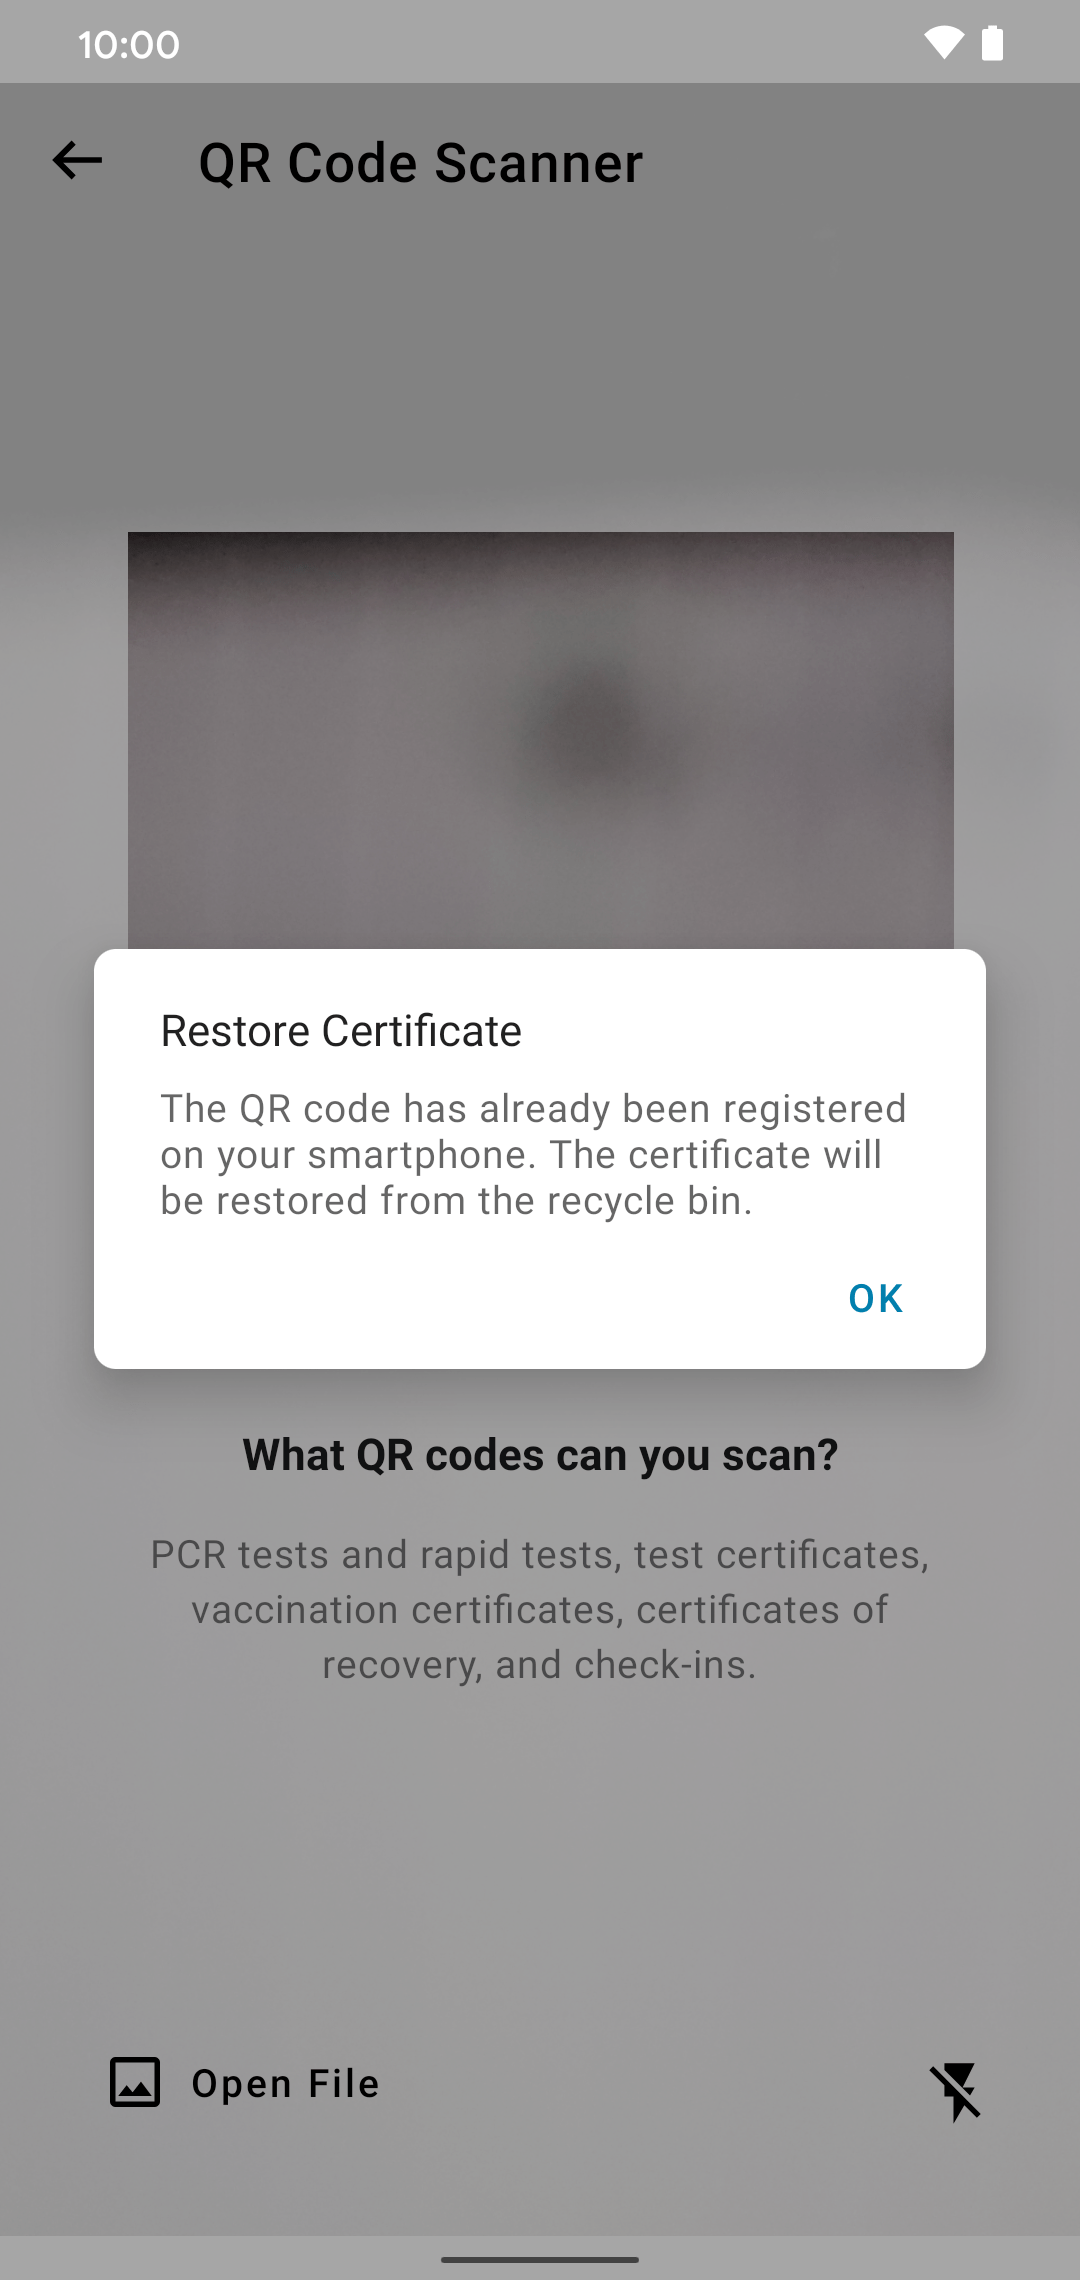 10:00
QR Code Scanner
Restore Certificate
The QR code has already been registered
on your smartphone. The certificate will
be restored from the recycle bin.
OK
What QR codes can you scan?
PCR tests and rapid tests, test certificates,
vaccination certificates, certificates of
recovery, and check-ins.
Open File